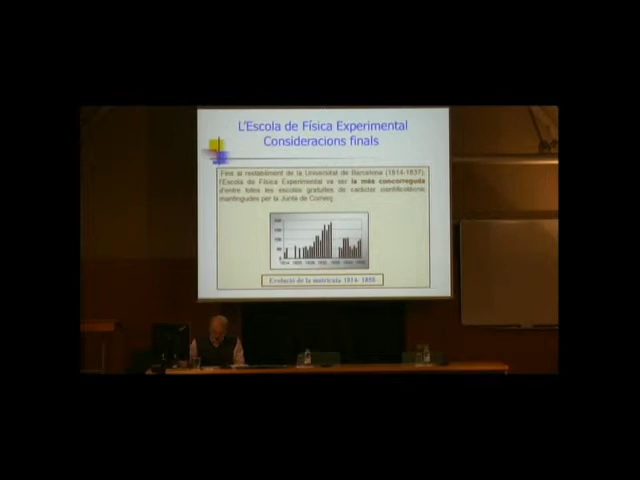 L'Escola de Física Experimental
Consideracions finals
Fins al restabliment de la Universitat de Barcelona (1814-1837),
l'Escola de Física Experimental va ser la més concorreguda
d'entre totes les escoles gratuïtes de caràcter cientificotècnic
mantingudes per la Junta de Comerç
Evolució de la matrícula 1814- 1850